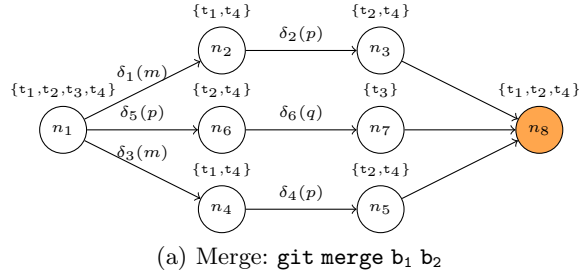 {t₁,t₄} δ₂(p) {t₂,t₄}
n₂ n₃
{t₁,t₂,t₃,t₄} δ₁(m) {t₂,t₄} {t₃} {t₁,t₂,t₄}
n₁ δ₅(p) n₆ δ₆(q) n₇ n₈
δ₃(m) {t₁,t₄} {t₂,t₄}
n₄ δ₄(p) n₅
(a) Merge: git merge b₁ b₂